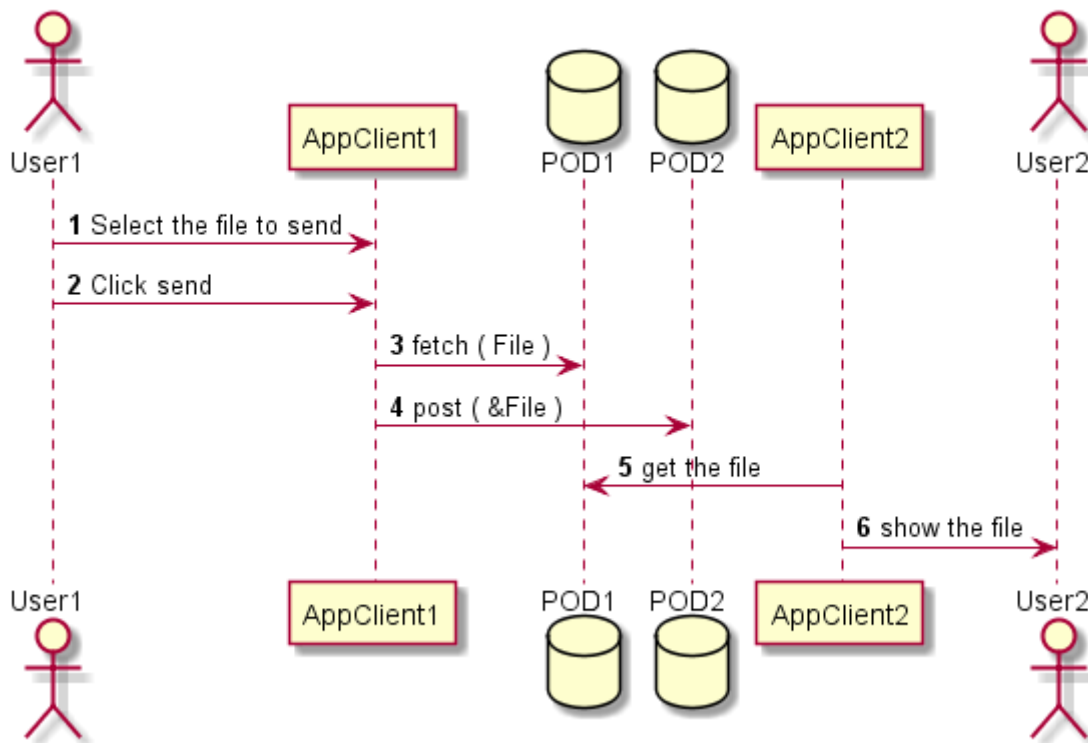 AppClient1
AppClient2
User1
POD1
POD2
User2
1 Select the file to send
2 Click send
3 fetch ( File )
4 post ( &File )
5 get the file
6 show the file
User1
AppClient1
POD1
POD2
AppClient2
User2